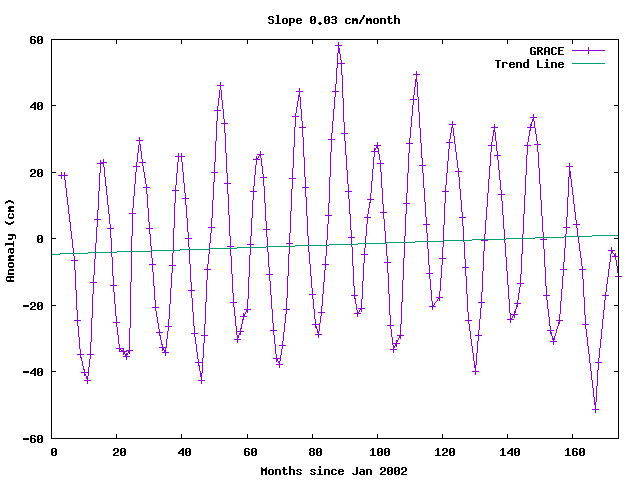 Slope 0.03 cm/month
GRACE
Trend Line
60
40
20
0
-20
-40
-60
Anomaly (cm)
0 20 40 60 80 100 120 140 160
Months since Jan 2002